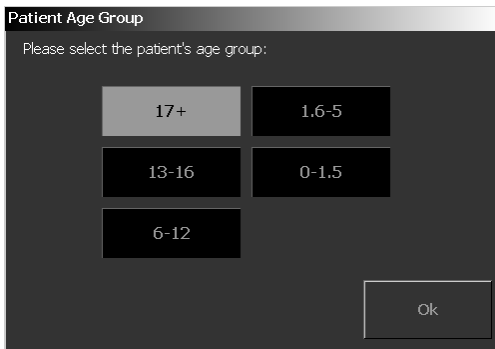 Patient Age Group
Please select the patient's age group:
17+
1.6-5
13-16
0-1.5
6-12
Ok